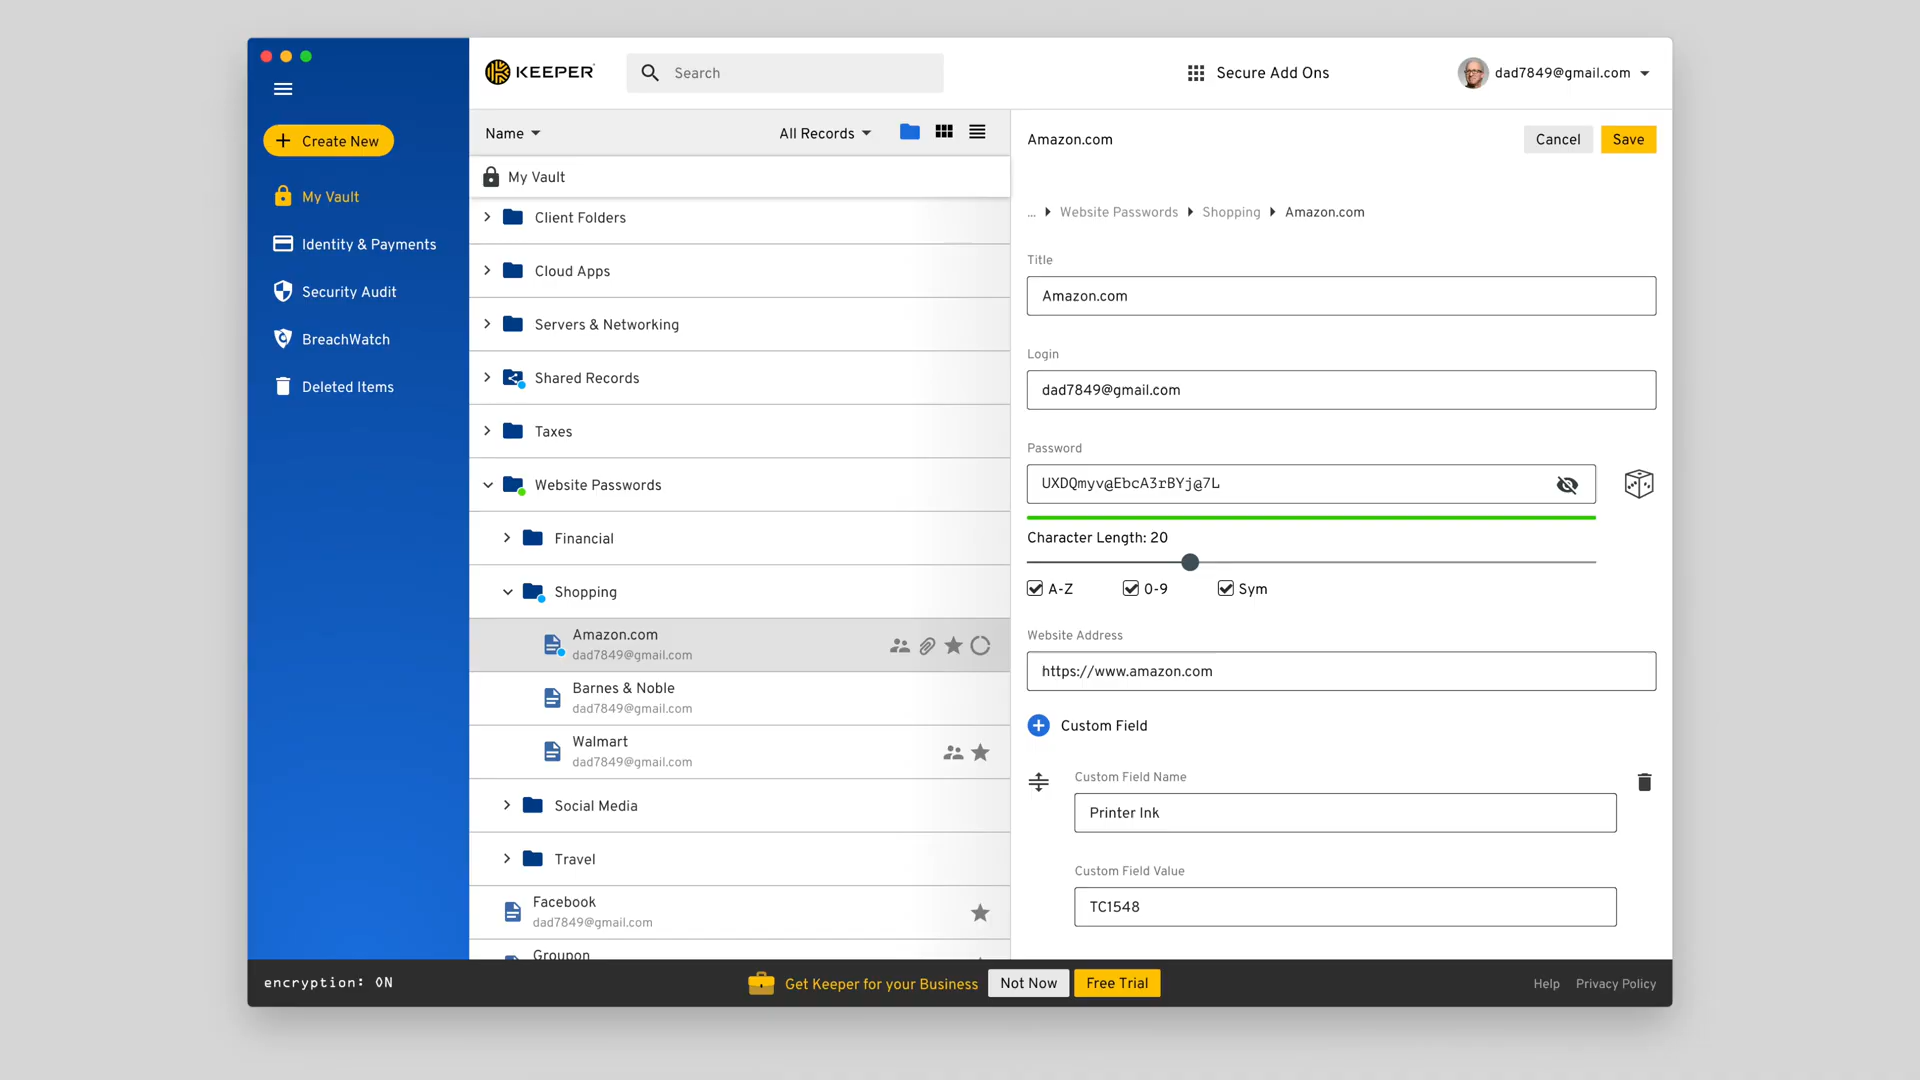 KEEPER
Search
Secure Add Ons
dad7849@gmail.com
Create New
My Vault
Identity & Payments
Security Audit
BreachWatch
Deleted Items
Name
All Records
My Vault
Client Folders
Cloud Apps
Servers & Networking
Shared Records
Taxes
Website Passwords
Financial
Shopping
Amazon.com
dad7849@gmail.com
Barnes & Noble
dad7849@gmail.com
Walmart
dad7849@gmail.com
Social Media
Travel
Facebook
dad7849@gmail.com
Groupon
Amazon.com
Cancel
Save
... Website Passwords Shopping Amazon.com
Title
Amazon.com
Login
dad7849@gmail.com
Password
UXDQmyv@EbcA3rBYj@7L
Character Length: 20
A-Z
0-9
Sym
Website Address
https://www.amazon.com
Custom Field
Custom Field Name
Printer Ink
Custom Field Value
TC1548
encryption: ON
Get Keeper for your Business
Not Now
Free Trial
Help
Privacy Policy